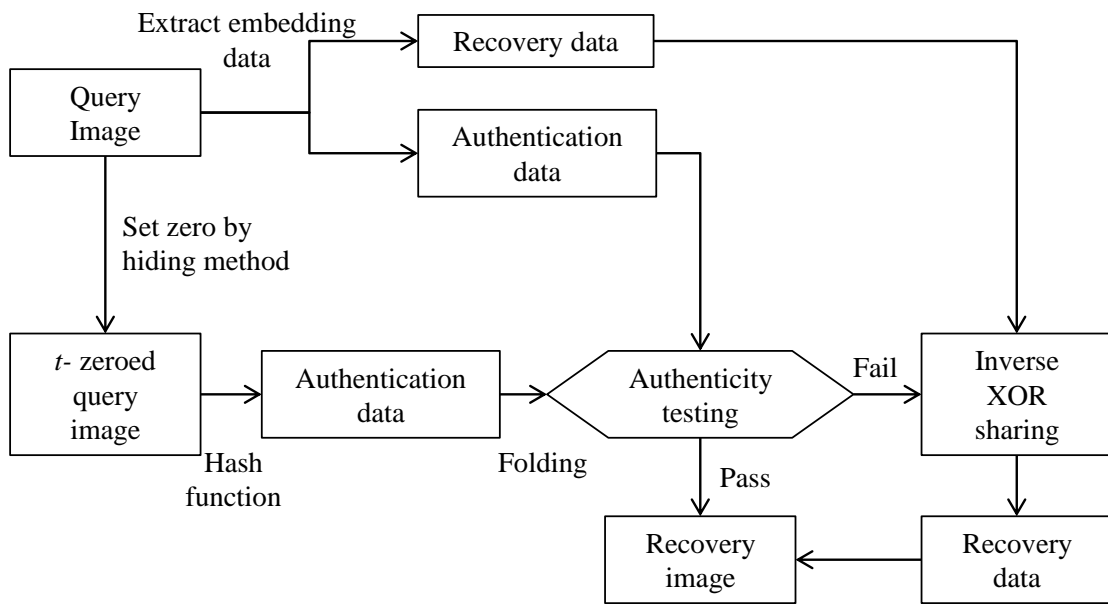 Extract embedding
data
Recovery data
Query
Image
Authentication
data
Set zero by
hiding method
t- zeroed
query
image
Hash
function
Authentication
data
Folding
Authenticity
testing
Fail
Pass
Inverse
XOR
sharing
Recovery
image
Recovery
data